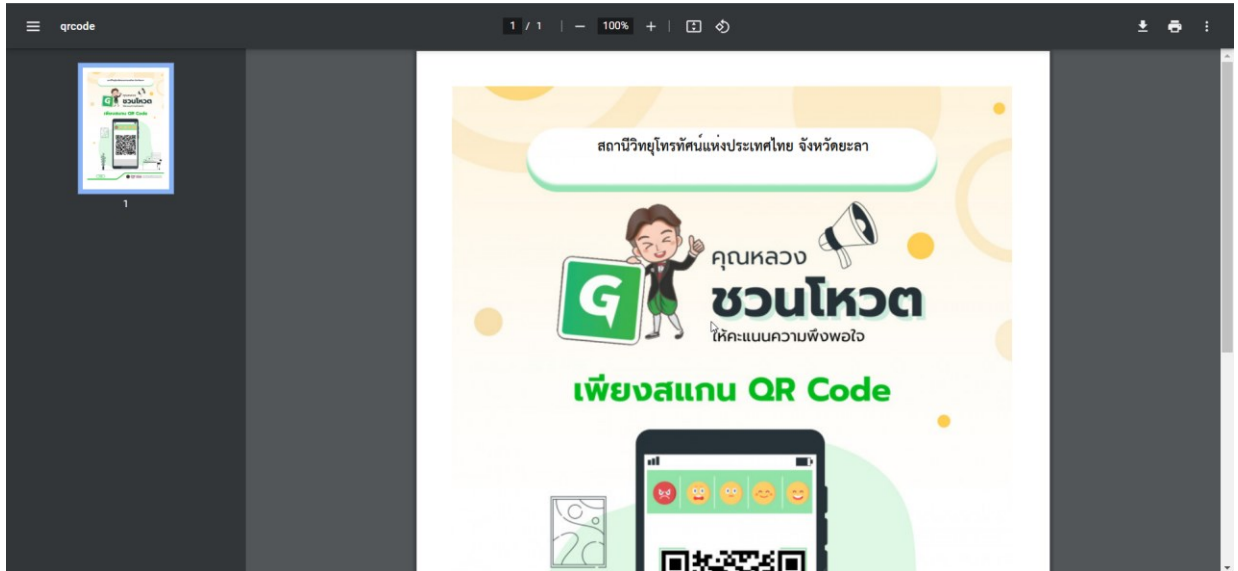 qrcode
1 / 1
100%
1
สถานีวิทยุโทรทัศน์แห่งประเทศไทย จังหวัดยะลา
คุณหลวง
ชวนโหวต
ให้คะแนนความพึงพอใจ
G
เพียงสแกน QR Code